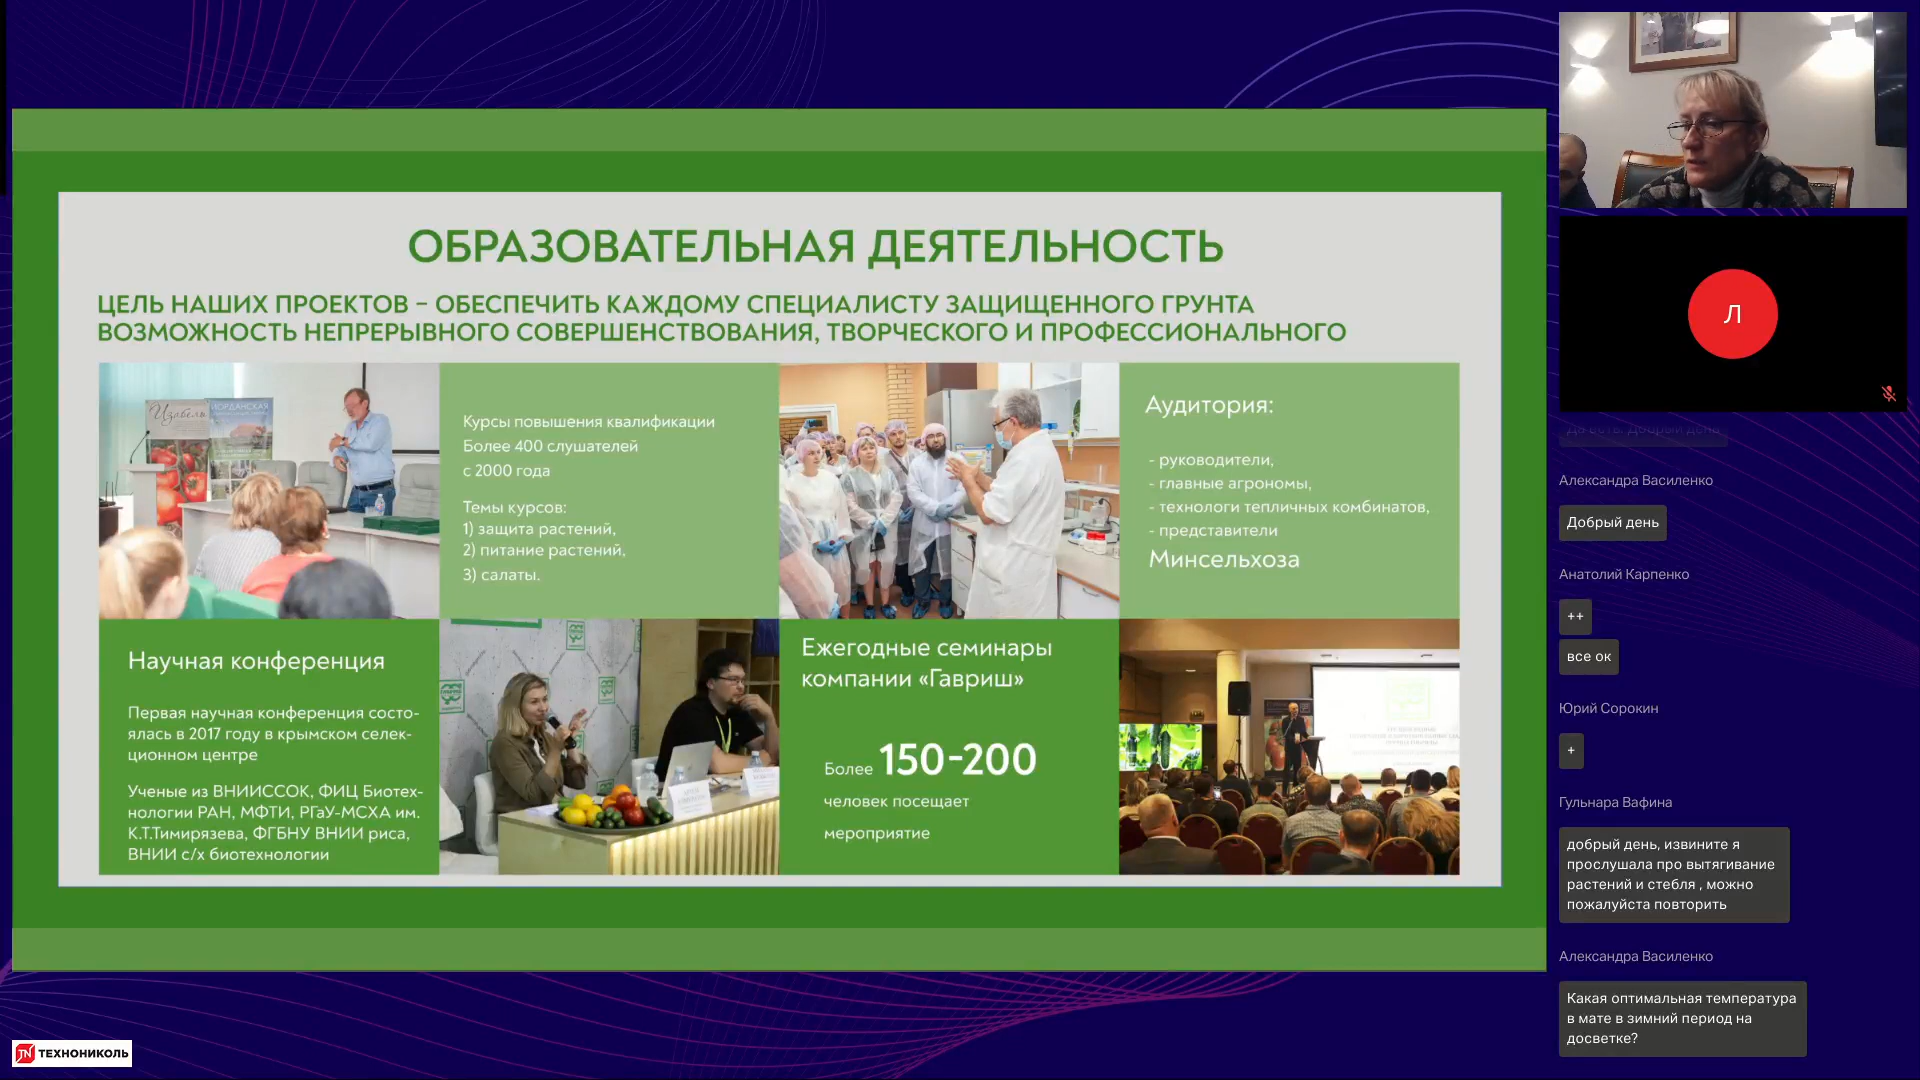 ОБРАЗОВАТЕЛЬНАЯ ДЕЯТЕЛЬНОСТЬ
ЦЕЛЬ НАШИХ ПРОЕКТОВ – ОБЕСПЕЧИТЬ КАЖДОМУ СПЕЦИАЛИСТУ ЗАЩИЩЕННОГО ГРУНТА
ВОЗМОЖНОСТЬ НЕПРЕРЫВНОГО СОВЕРШЕНСТВОВАНИЯ, ТВОРЧЕСКОГО И ПРОФЕССИОНАЛЬНОГО
Изабель
ИОРДАНСКАЯ
Курсы повышения квалификации
Более 400 слушателей
с 2000 года
Темы курсов:
1) защита растений,
2) питание растений,
3) салаты.
Аудитория:
- руководители,
- главные агрономы,
- технологи тепличных комбинатов,
- представители
Минсельхоза
Научная конференция
Первая научная конференция состо-
ялась в 2017 году в крымском селек-
ционном центре
Ученые из ВНИИССОК, ФИЦ Биотех-
нологии РАН, МФТИ, РГаУ-МСХА им.
К.Т.Тимирязева, ФГБНУ ВНИИ риса,
ВНИИ с/х биотехнологии
Ежегодные семинары
компании «Гавриш»
Более 150-200
человек посещает
мероприятие
ТЕХНОНИКОЛЬ
Л
Да есть. Добрый день
Александра Василенко
Добрый день
Анатолий Карпенко
++
все ок
Юрий Сорокин
+
Гульнара Вафина
добрый день, извините я
прослушала про вытягивание
растений и стебля , можно
пожалуйста повторить
Александра Василенко
Какая оптимальная температура
в мате в зимний период на
досветке?